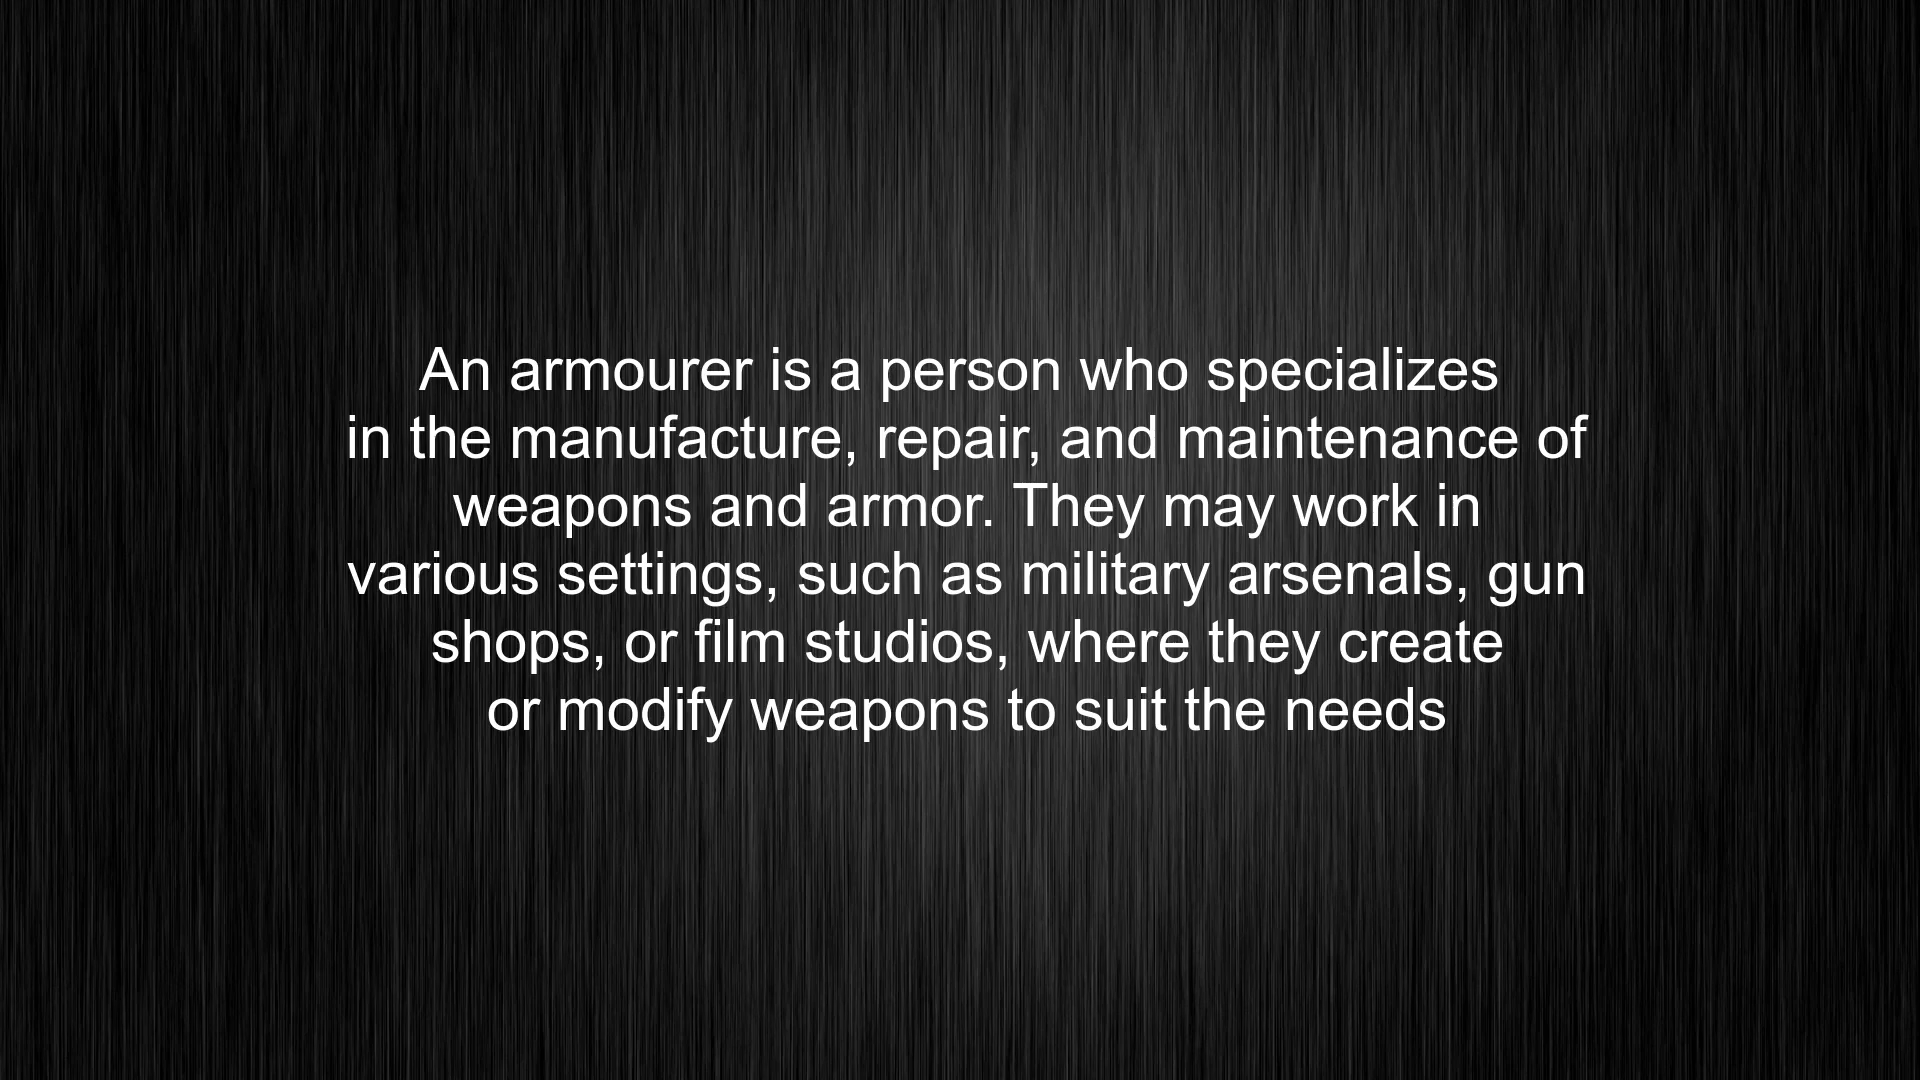 An armourer is a person who specializes
in the manufacture, repair, and maintenance of
weapons and armor. They may work in
various settings, such as military arsenals, gun
shops, or film studios, where they create
or modify weapons to suit the needs